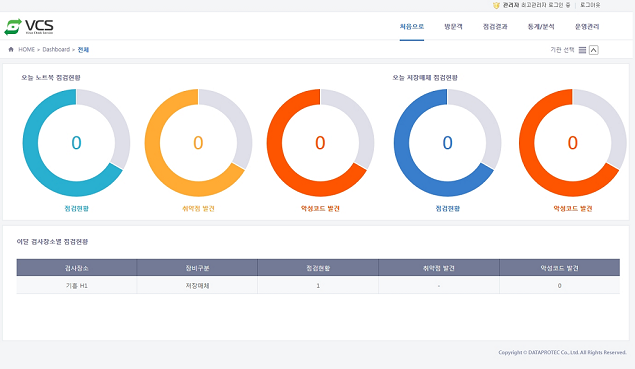 관리자 최고관리자 로그인 중 | 로그아웃
VCS
처음으로 방문객 점검결과 통계/분석 운영관리
HOME > Dashboard > 전체
기관 선택
오늘 노트북 점검현황
오늘 저장매체 점검현황
0 0 0 0 0
점검현황 취약점 발견 악성코드 발견 점검현황 악성코드 발견
이달 검사장소별 점검현황
검사장소 장비구분 점검현황 취약점 발견 악성코드 발견
기흥 H1 저장매체 1 - 0
Copyright © DATAPROTEC Co., Ltd. All Rights Reserved.